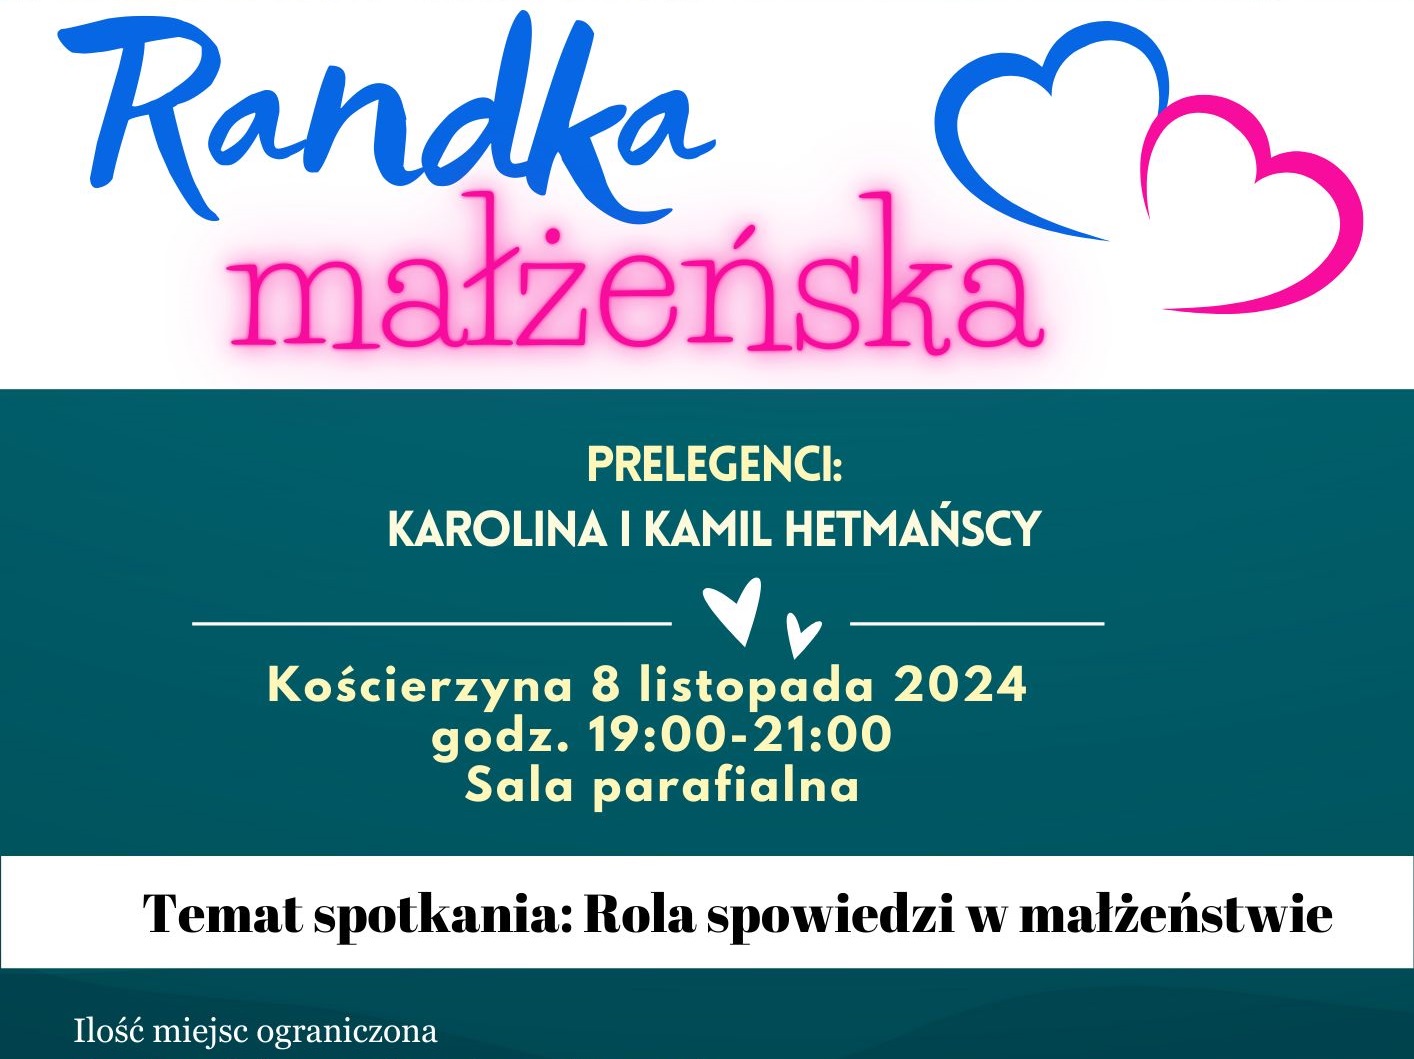 Randka
małżeńska
PRELEGENCI:
KAROLINA I KAMIL HETMAŃSCY
Kościerzyna 8 listopada 2024
godz. 19:00-21:00
Sala parafialna
Temat spotkania: Rola spowiedzi w małżeństwie
Ilość miejsc ograniczona